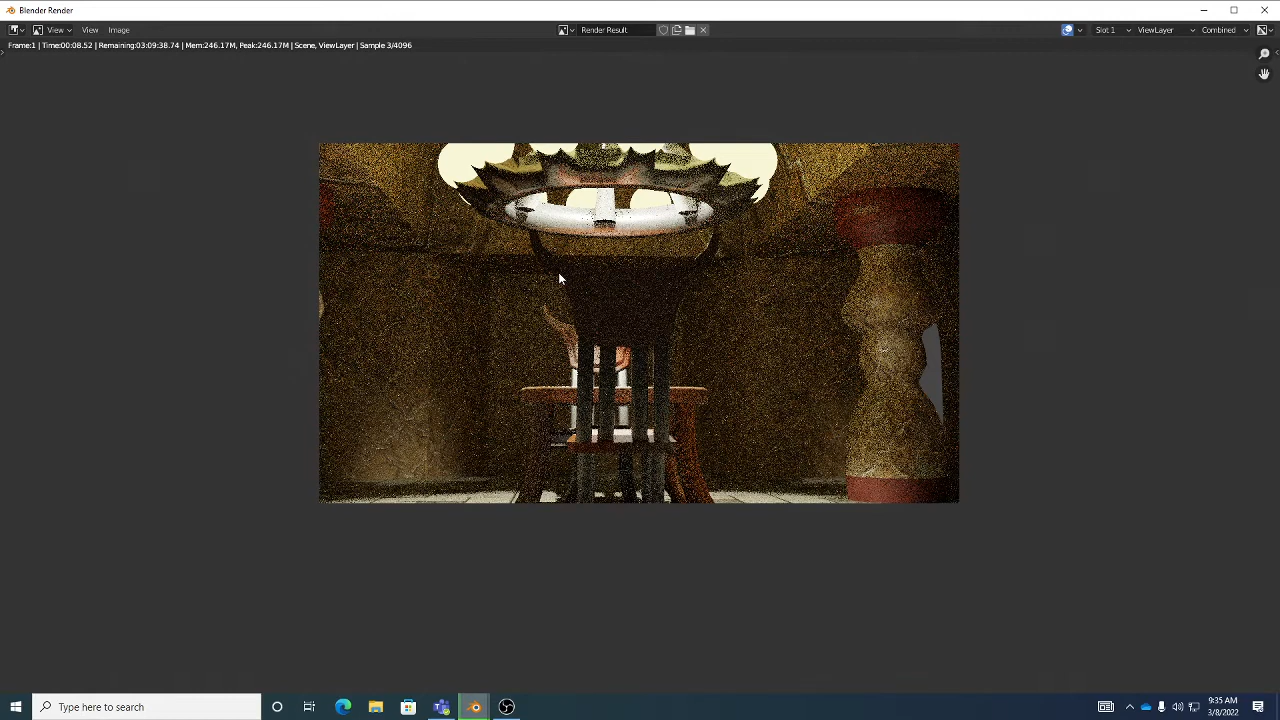 Blender Render
View View Image Render Result Slot 1 ViewLayer Combined
Frame:1 | Time:00:08.52 | Remaining:03:09:38.74 | Mem:246.17M, Peak:246.17M | Scene, ViewLayer | Sample 3/4096
Type here to search
9:35 AM
3/8/2022